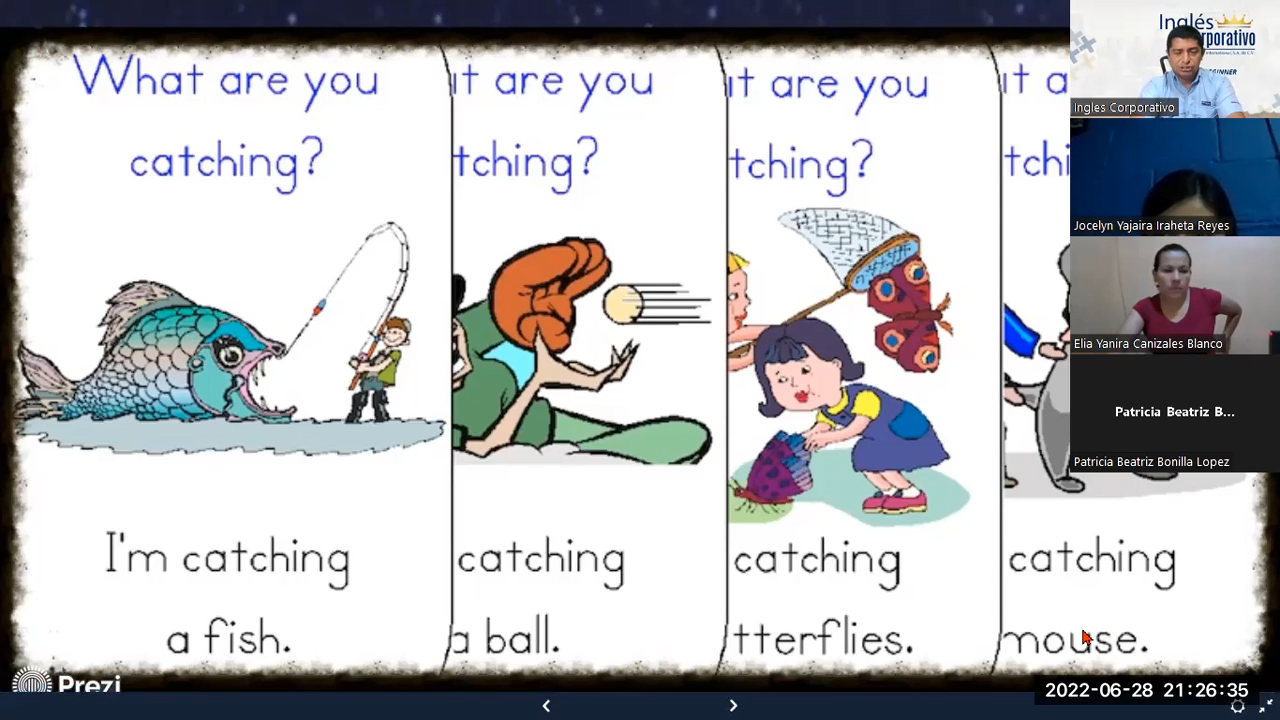 What are you
catching?
I'm catching
a fish.
it are you
tching?
catching
a ball.
it are you
tching?
catching
tterflies.
it a
tchi
catching
mouse.
Inglés
rporativo
Ingles Corporativo
Jocelyn Yajaira Iraheta Reyes
Elia Yanira Canizales Blanco
Patricia Beatriz B...
Patricia Beatriz Bonilla Lopez
Prezi
2022-06-28 21:26:35